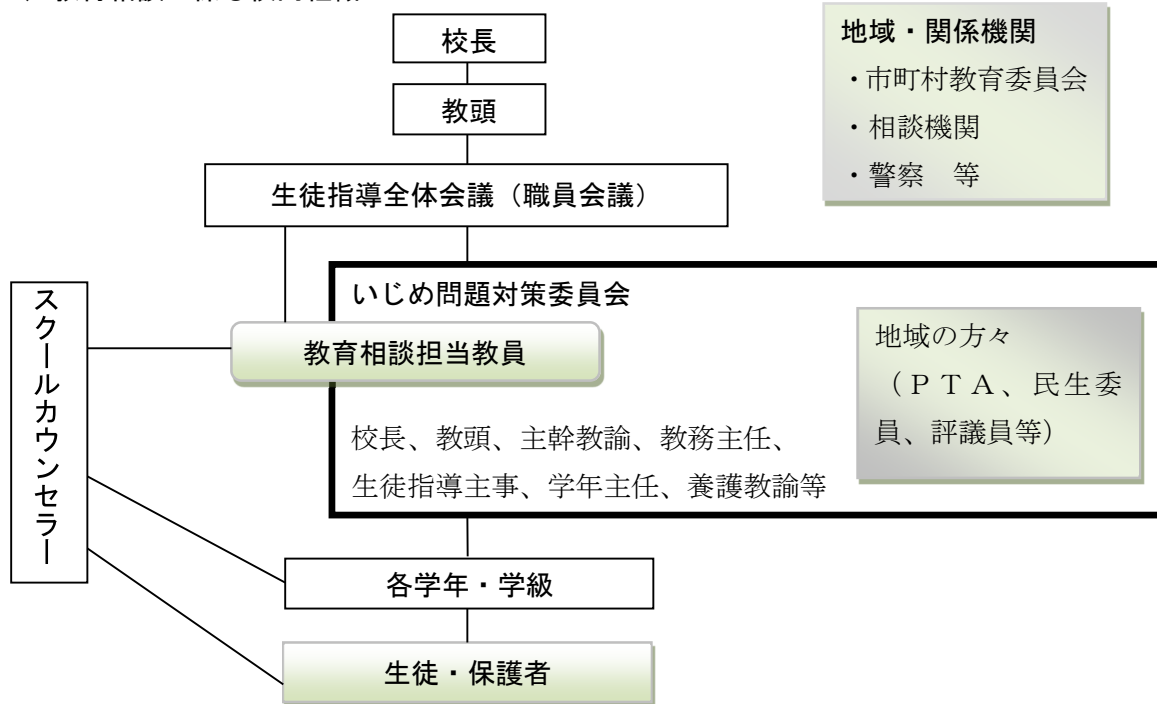 校長
教頭
生徒指導全体会議（職員会議）
地域・関係機関
・市町村教育委員会
・相談機関
・警察　等
スクールカウンセラー
いじめ問題対策委員会
教育相談担当教員
校長、教頭、主幹教諭、教務主任、
生徒指導主事、学年主任、養護教諭等
地域の方々
（ＰＴＡ、民生委
員、評議員等）
各学年・学級
生徒・保護者